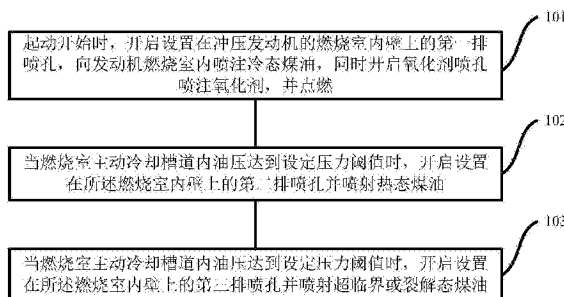 101
起动开始时，开启设置在冲压发动机的燃烧室内壁上的第一排
喷孔，向发动机燃烧室内喷注冷态煤油，同时开启氧化剂喷孔
喷注氧化剂，并点燃
102
当燃烧室主动冷却槽道内油压达到设定压力阈值时，开启设置
在所述燃烧室内壁上的第二排喷孔并喷射热态煤油
103
当燃烧室主动冷却槽道内油压达到设定压力阈值时，开启设置
在所述燃烧室内壁上的第三排喷孔并喷射超临界或裂解态煤油